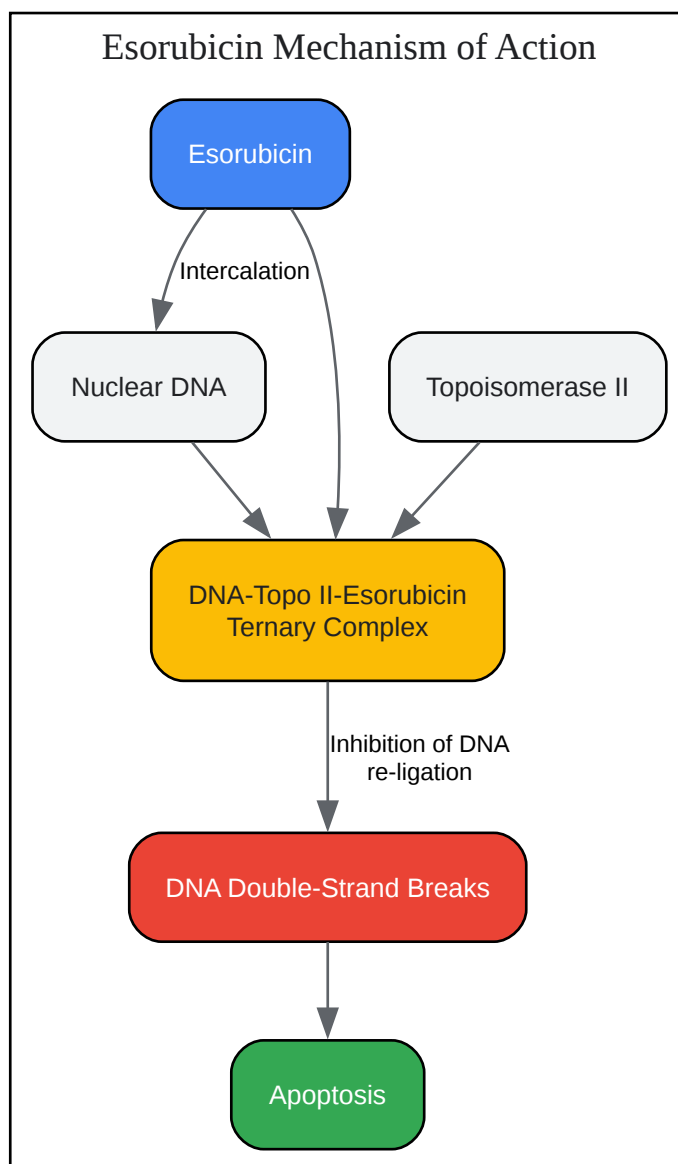 Esorubicin Mechanism of Action
Esorubicin
Intercalation
Nuclear DNA
Topoisomerase II
DNA-Topo II-Esorubicin
Ternary Complex
Inhibition of DNA
re-ligation
DNA Double-Strand Breaks
Apoptosis